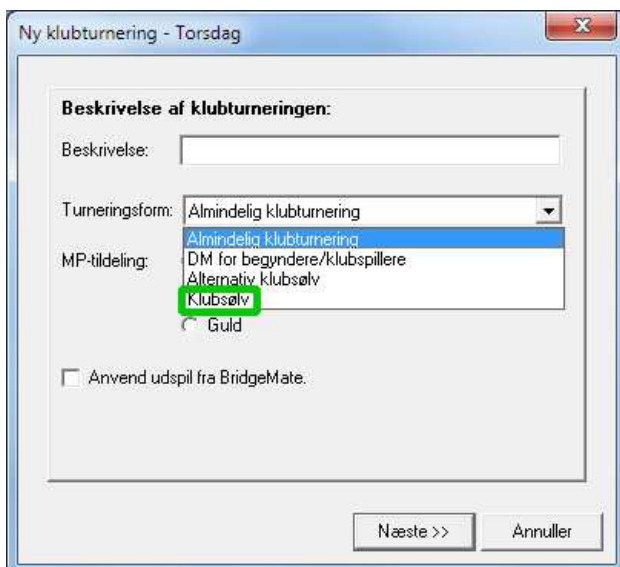 Ny klubturnering - Torsdag
Beskrivelse af klubturneringen:
Beskrivelse:
Turneringsform: Almindelig klubturnering
Almindelig klubturnering
MP-tildeling: DM for begyndere/klubspillere
Alternativ klubsølv
Klubsølv
Guld
Anvend udspil fra BridgeMate.
Næste >> Annuller